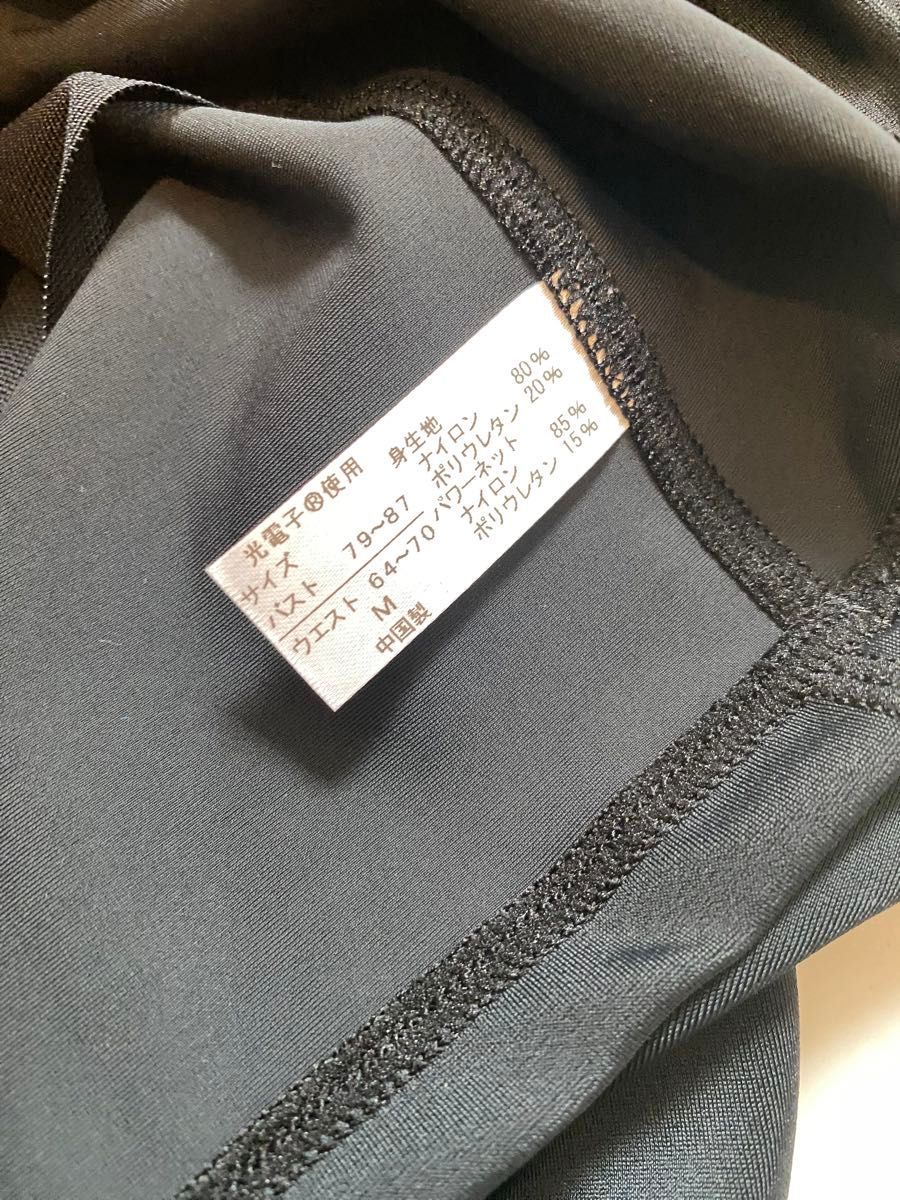 光電子®使用
サイズ
バスト 79～87
ウエスト 64～70
M
中国製
身生地
ナイロン 80%
ポリウレタン 20%
パワーネット
ナイロン 85%
ポリウレタン 15%